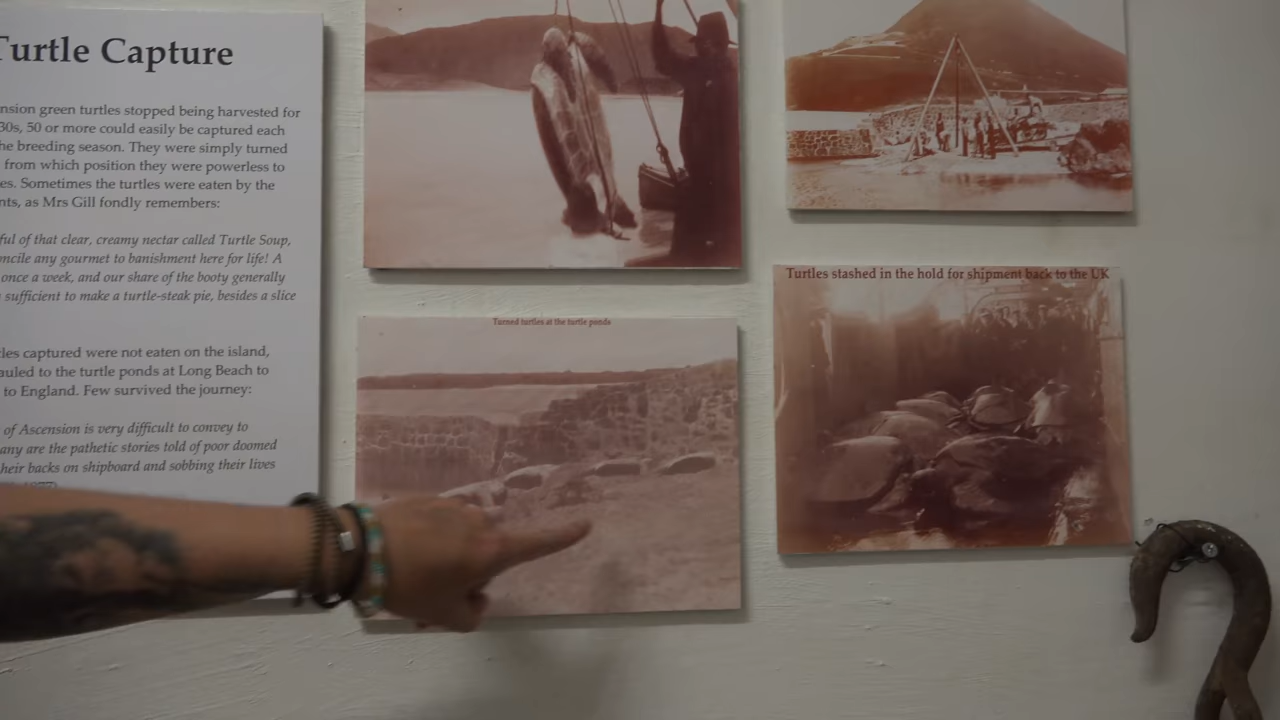 Turtle Capture
nsion green turtles stopped being harvested for
30s, 50 or more could easily be captured each
he breeding season. They were simply turned
from which position they were powerless to
es. Sometimes the turtles were eaten by the
nts, as Mrs Gill fondly remembers:
ful of that clear, creamy nectar called Turtle Soup,
ncile any gourmet to banishment here for life! A
once a week, and our share of the booty generally
sufficient to make a turtle-steak pie, besides a slice
les captured were not eaten on the island,
auled to the turtle ponds at Long Beach to
to England. Few survived the journey:
of Ascension is very difficult to convey to
any are the pathetic stories told of poor doomed
heir backs on shipboard and sobbing their lives
Turned turtles at the turtle ponds
Turtles stashed in the hold for shipment back to the UK